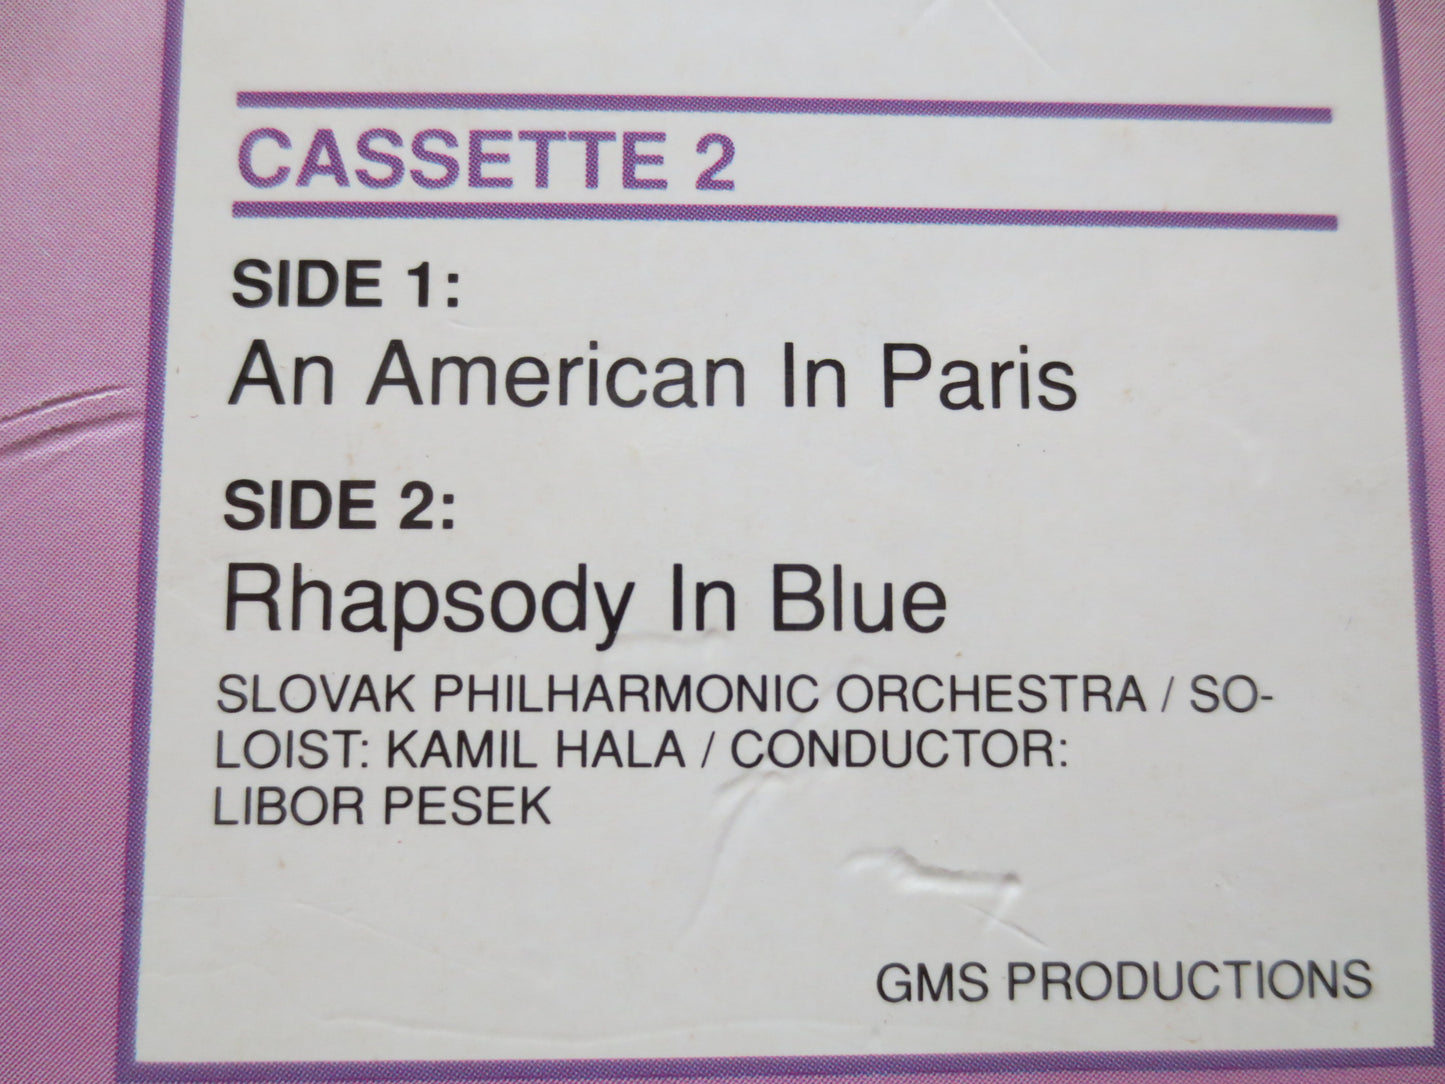 CASSETTE 2
SIDE 1:
An American In Paris
SIDE 2:
Rhapsody In Blue
SLOVAK PHILHARMONIC ORCHESTRA / SO-
LOIST: KAMIL HALA / CONDUCTOR:
LIBOR PESEK
GMS PRODUCTIONS